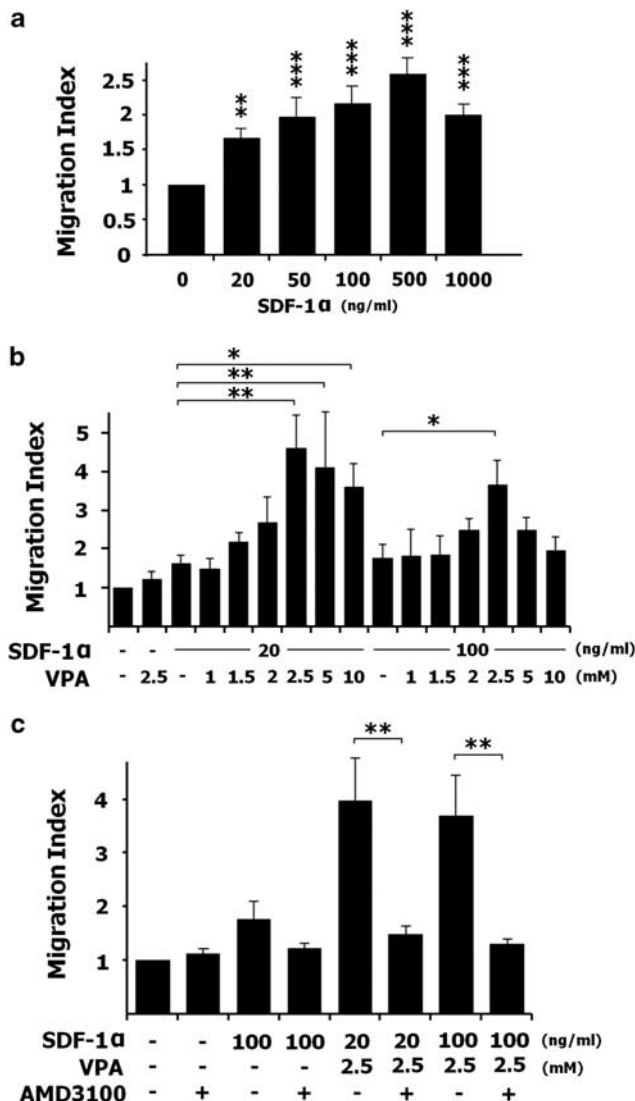 a
Migration Index
2.5
2
1.5
1
0.5
0
** *** *** *** ***
0 20 50 100 500 1000
SDF-1α (ng/ml)
b
Migration Index
*
**
**
*
5
4
3
2
1
SDF-1α - - 20 100 (ng/ml)
VPA - 2.5 - 1 1.5 2 2.5 5 10 - 1 1.5 2 2.5 5 10 (mM)
c
Migration Index
** **
4
3
2
1
SDF-1α - - 100 100 20 20 100 100 (ng/ml)
VPA - - - - 2.5 2.5 2.5 2.5 (mM)
AMD3100 - + - + - + - +